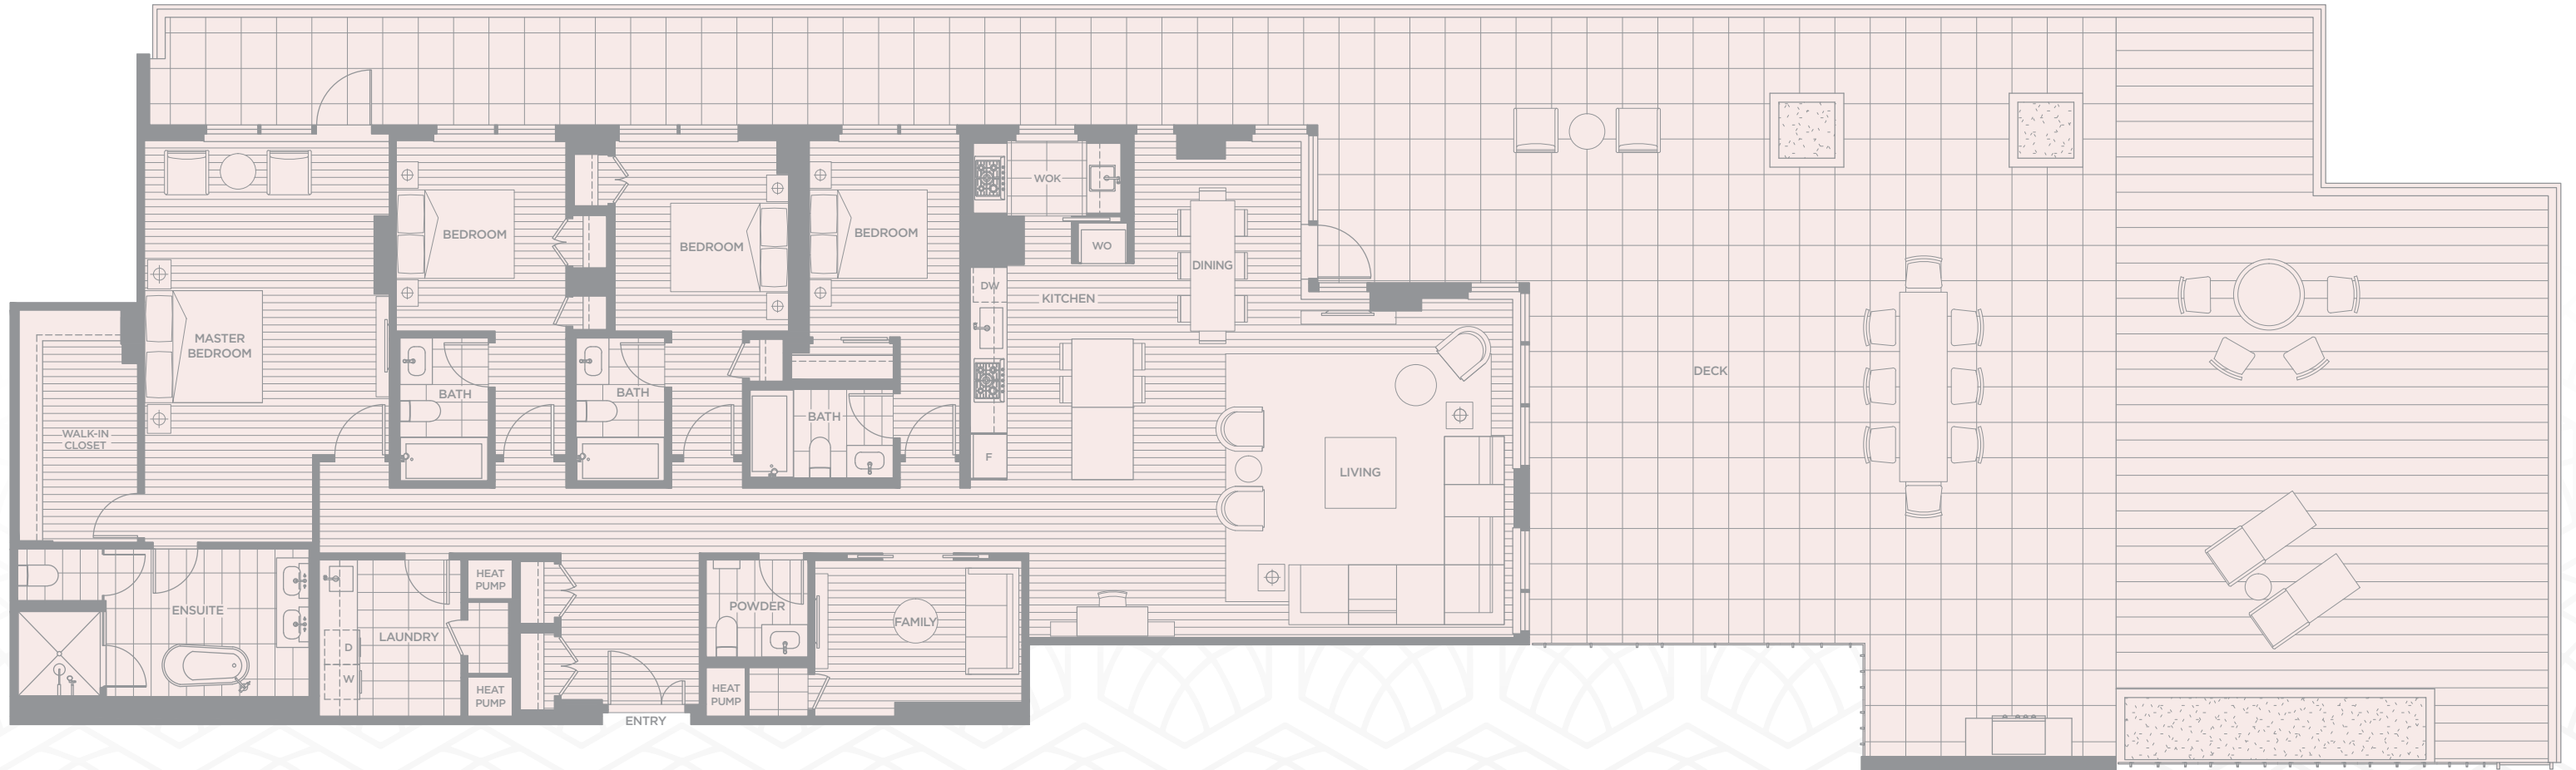 WOK
BEDROOM
BEDROOM
BEDROOM
WO
DINING
DW
KITCHEN
MASTER
BEDROOM
DECK
BATH
BATH
BATH
WALK-IN
CLOSET
F
LIVING
HEAT
PUMP
ENSUITE
POWDER
FAMILY
LAUNDRY
D
W
HEAT
PUMP
HEAT
PUMP
ENTRY